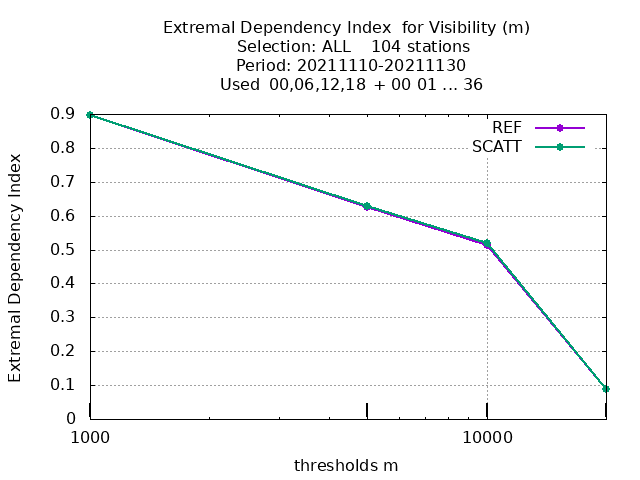 Extremal Dependency Index  for Visibility (m)
Selection: ALL    104 stations
Period: 20211110-20211130
Used  00,06,12,18  + 00 01 ... 36
0.9
0.8
0.7
0.6
0.5
0.4
0.3
0.2
0.1
0
Extremal Dependency Index
REF
SCATT
1000
10000
thresholds m